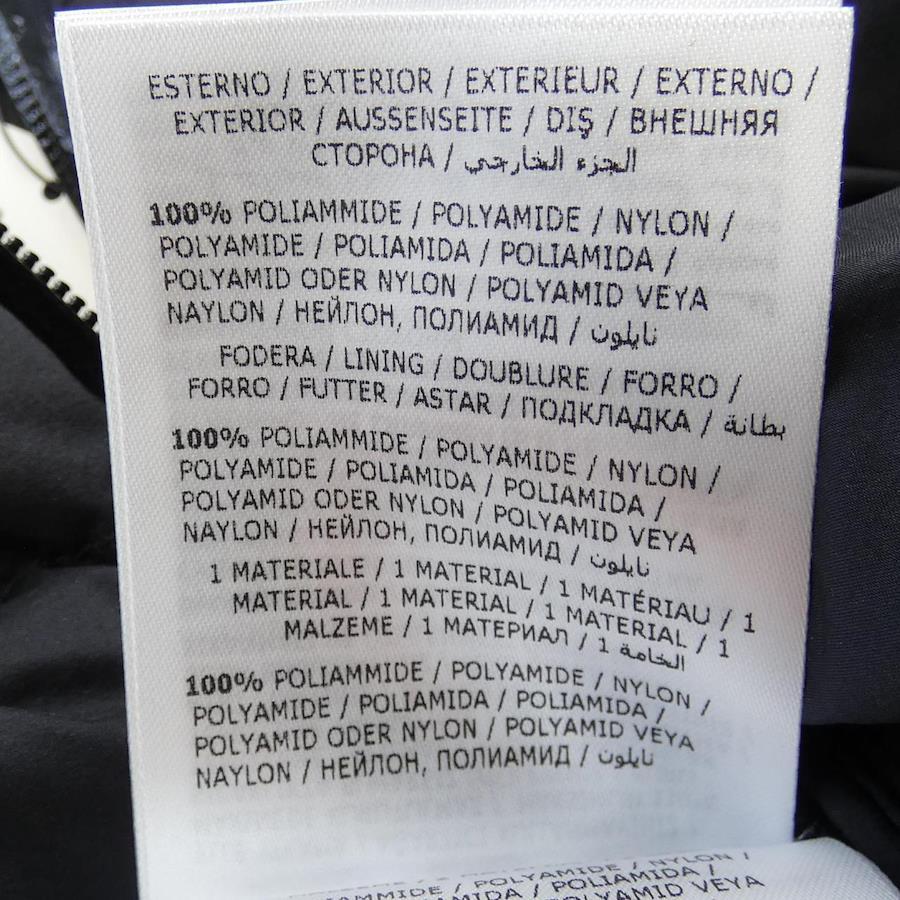 ESTERNO / EXTERIOR / EXTERIEUR / EXTERNO /
EXTERIOR / AUSSENSEITE / DIŞ / ВНЕШНЯЯ
СТОРОНА / الجزء الخارجي
100% POLIAMMIDE / POLYAMIDE / NYLON /
POLYAMIDE / POLIAMIDA / POLIAMIDA /
POLYAMID ODER NYLON / POLYAMID VEYA
NAYLON / НЕЙЛОН, ПОЛИАМИД / نايلون
FODERA / LINING / DOUBLURE / FORRO /
FORRO / FUTTER / ASTAR / ПОДКЛАДКА / بطانة
100% POLIAMMIDE / POLYAMIDE / NYLON /
POLYAMIDE / POLIAMIDA / POLIAMIDA /
POLYAMID ODER NYLON / POLYAMID VEYA
NAYLON / НЕЙЛОН, ПОЛИАМИД / نايلون
1 MATERIALE / 1 MATERIAL / 1 MATÉRIAU / 1
MATERIAL / 1 MATERIAL / 1 MATERIAL / 1
MALZEME / 1 МАТЕРИАЛ / 1 الخامة
100% POLIAMMIDE / POLYAMIDE / NYLON /
POLYAMIDE / POLIAMIDA / POLIAMIDA /
POLYAMID ODER NYLON / POLYAMID VEYA
NAYLON / НЕЙЛОН, ПОЛИАМИД / نايلون
/ POLYAMIDE / NYLON /
/ POLIAMIDA /
POLYAMID VEYA